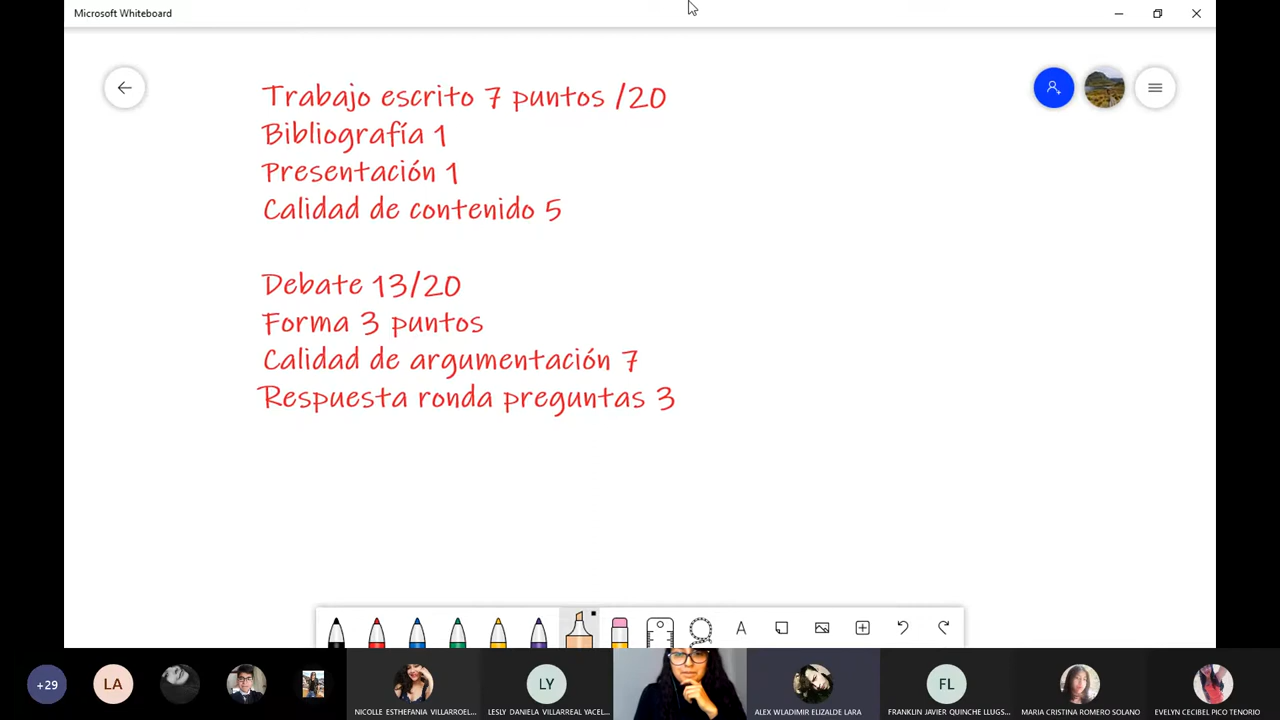 Microsoft Whiteboard
Trabajo escrito 7 puntos /20
Bibliografía 1
Presentación 1
Calidad de contenido 5
Debate 13/20
Forma 3 puntos
Calidad de argumentación 7
Respuesta ronda preguntas 3
+29
LA
NICOLLE ESTHEFANIA VILLARROEL...
LY
LESLY DANIELA VILLARREAL YACEL...
ALEX WLADIMIR ELIZALDE LARA
FL
FRANKLIN JAVIER QUINCHE LLUGS...
MARIA CRISTINA ROMERO SOLANO
EVELYN CECIBEL PICO TENORIO